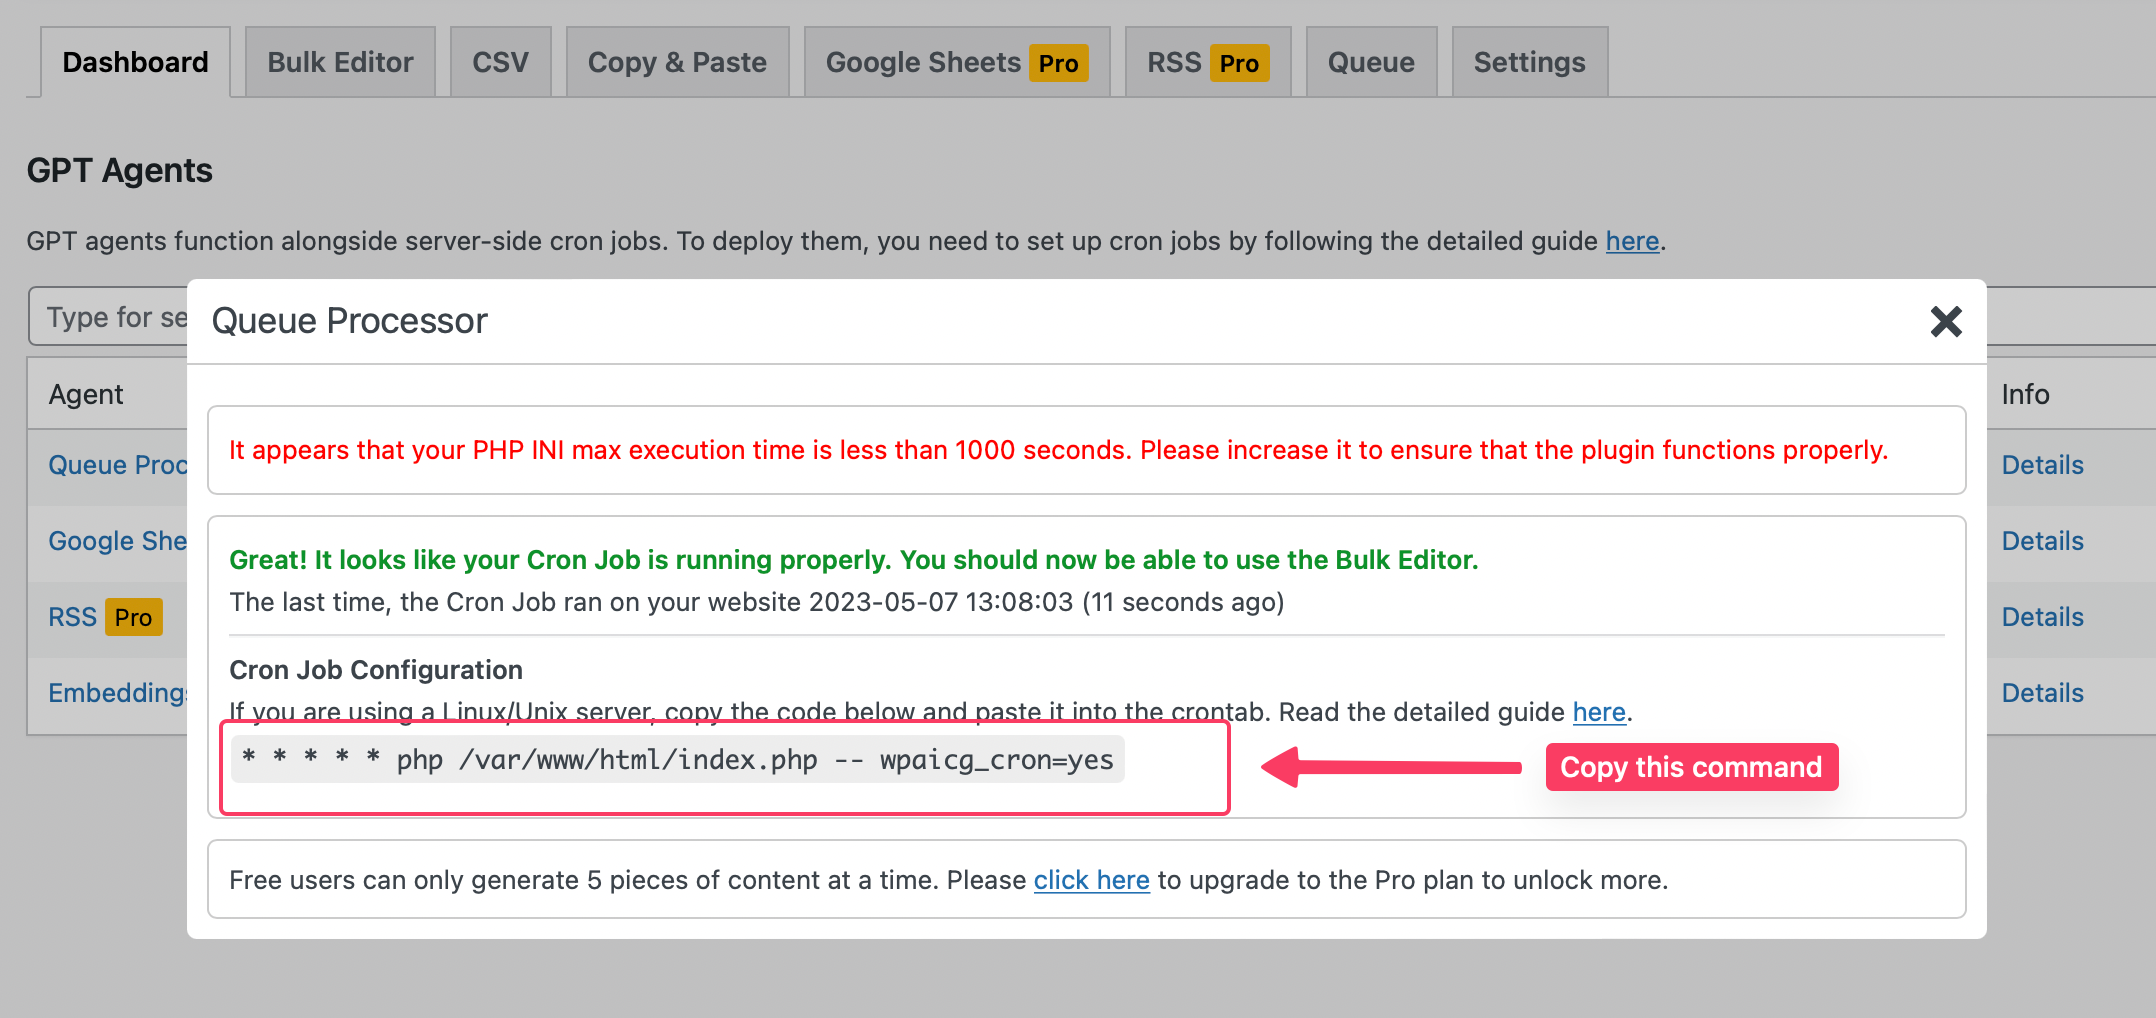 Dashboard Bulk Editor CSV Copy & Paste Google Sheets Pro RSS Pro Queue Settings
GPT Agents
GPT agents function alongside server-side cron jobs. To deploy them, you need to set up cron jobs by following the detailed guide here.
Type for se
Queue Processor
Agent Info
It appears that your PHP INI max execution time is less than 1000 seconds. Please increase it to ensure that the plugin functions properly.
Queue Proc Details
Google She Details
Great! It looks like your Cron Job is running properly. You should now be able to use the Bulk Editor.
The last time, the Cron Job ran on your website 2023-05-07 13:08:03 (11 seconds ago)
RSS Pro Details
Cron Job Configuration
Embeddings Details
If you are using a Linux/Unix server, copy the code below and paste it into the crontab. Read the detailed guide here.
* * * * * php /var/www/html/index.php -- wpaicg_cron=yes
Copy this command
Free users can only generate 5 pieces of content at a time. Please click here to upgrade to the Pro plan to unlock more.